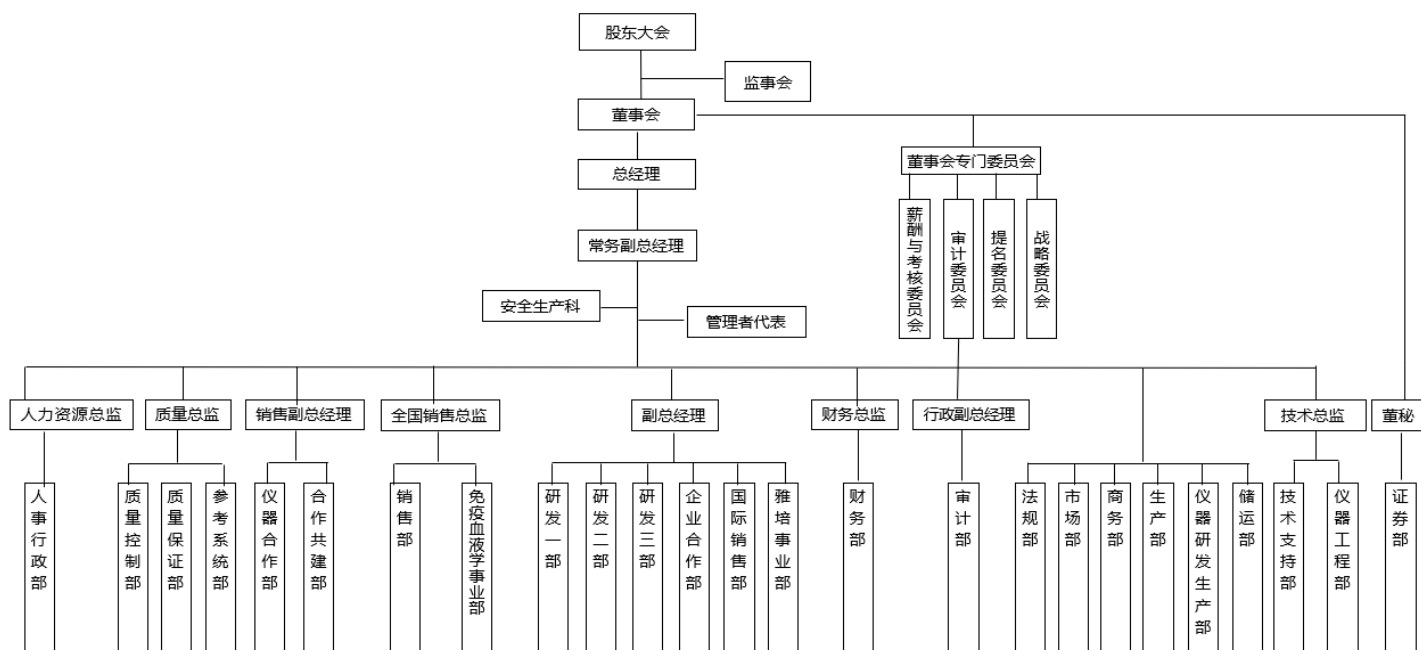 股东大会
监事会
董事会
董事会专门委员会
总经理
薪酬与考核委员会
审计委员会
提名委员会
战略委员会
常务副总经理
安全生产科
管理者代表
人力资源总监
质量总监
销售副总经理
全国销售总监
副总经理
财务总监
行政副总经理
技术总监
董秘
人事行政部
质量控制部
质量保证部
参考系统部
仪器合作部
合作共建部
销售部
免疫血液学事业部
研发一部
研发二部
研发三部
企业合作部
国际销售部
雅培事业部
财务部
审计部
法规部
市场部
商务部
生产部
仪器研发生产部
储运部
技术支持部
仪器工程部
证券部